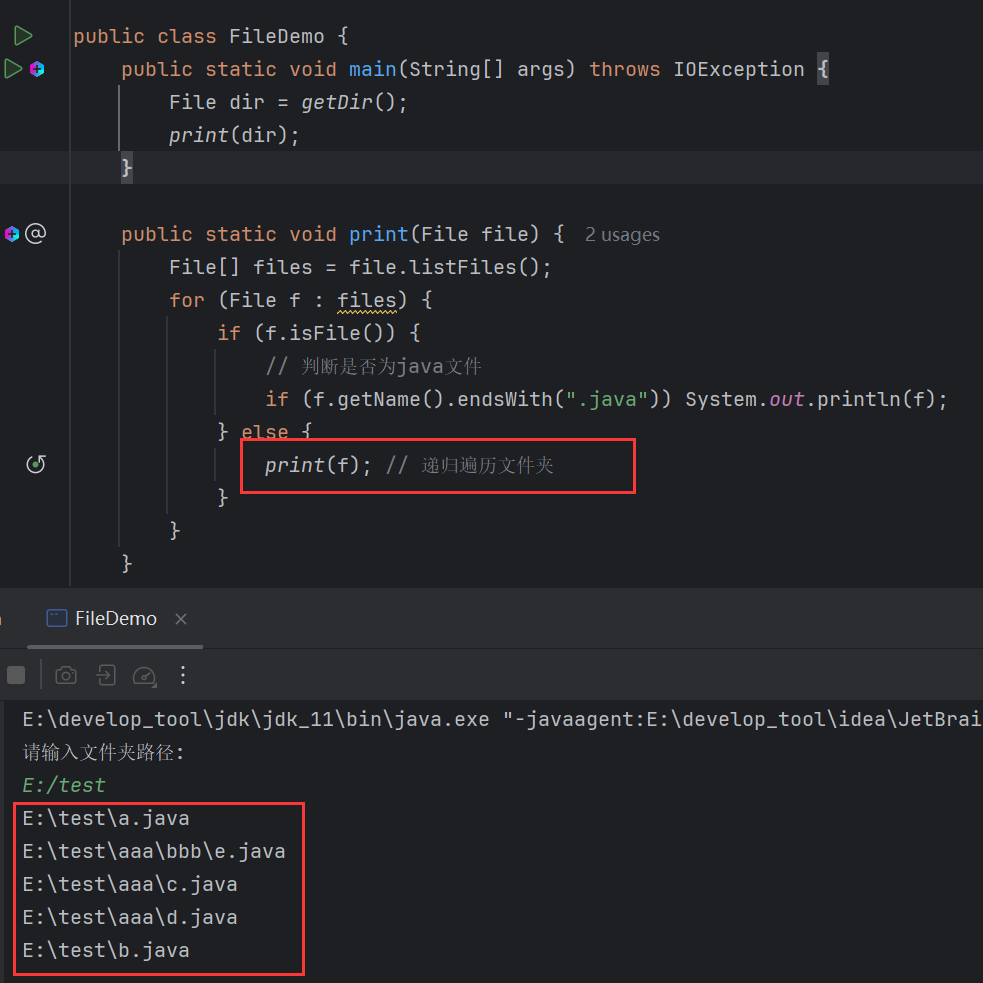 public class FileDemo {
public static void main(String[] args) throws IOException {
File dir = getDir();
print(dir);
}
public static void print(File file) { 2 usages
File[] files = file.listFiles();
for (File f : files) {
if (f.isFile()) {
// 判断是否为java文件
if (f.getName().endsWith(".java")) System.out.println(f);
} else {
print(f); // 递归遍历文件夹
}
}
}
FileDemo
E:\develop_tool\jdk\jdk_11\bin\java.exe "-javaagent:E:\develop_tool\idea\JetBrai
请输入文件夹路径:
E:/test
E:\test\a.java
E:\test\aaa\bbb\e.java
E:\test\aaa\c.java
E:\test\aaa\d.java
E:\test\b.java